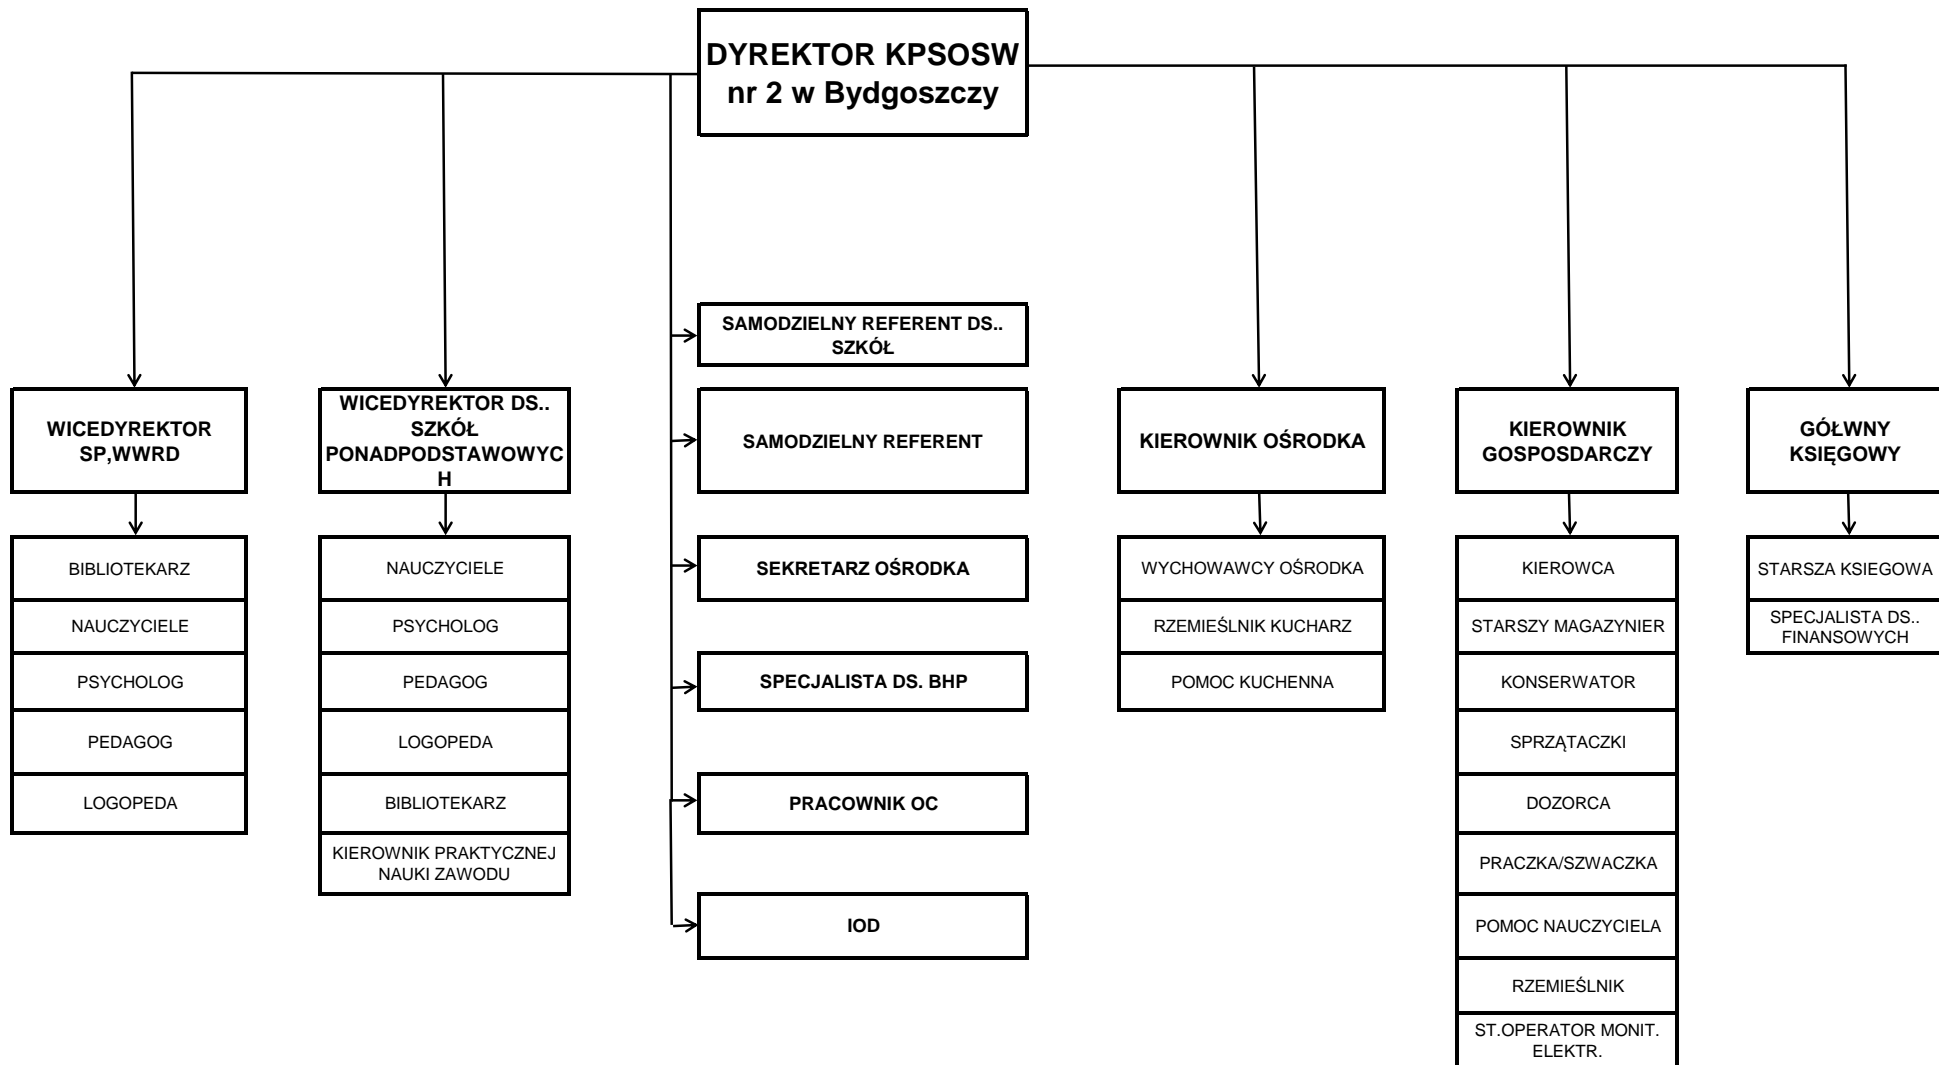 DYREKTOR KPSOSW
nr 2 w Bydgoszczy
SAMODZIELNY REFERENT DS..
SZKÓŁ
WICEDYREKTOR
SP,WWRD
WICEDYREKTOR DS..
SZKÓŁ
PONADPODSTAWOWYC
H
SAMODZIELNY REFERENT
KIEROWNIK OŚRODKA
KIEROWNIK
GOSPOSDARCZY
GÓŁWNY
KSIĘGOWY
BIBLIOTEKARZ
NAUCZYCIELE
PSYCHOLOG
PEDAGOG
LOGOPEDA
NAUCZYCIELE
PSYCHOLOG
PEDAGOG
LOGOPEDA
BIBLIOTEKARZ
KIEROWNIK PRAKTYCZNEJ
NAUKI ZAWODU
SEKRETARZ OŚRODKA
SPECJALISTA DS. BHP
PRACOWNIK OC
IOD
WYCHOWAWCY OŚRODKA
RZEMIEŚLNIK KUCHARZ
POMOC KUCHENNA
KIEROWCA
STARSZY MAGAZYNIER
KONSERWATOR
SPRZĄTACZKI
DOZORCA
PRACZKA/SZWACZKA
POMOC NAUCZYCIELA
RZEMIEŚLNIK
ST.OPERATOR MONIT.
ELEKTR.
STARSZA KSIEGOWA
SPECJALISTA DS..
FINANSOWYCH